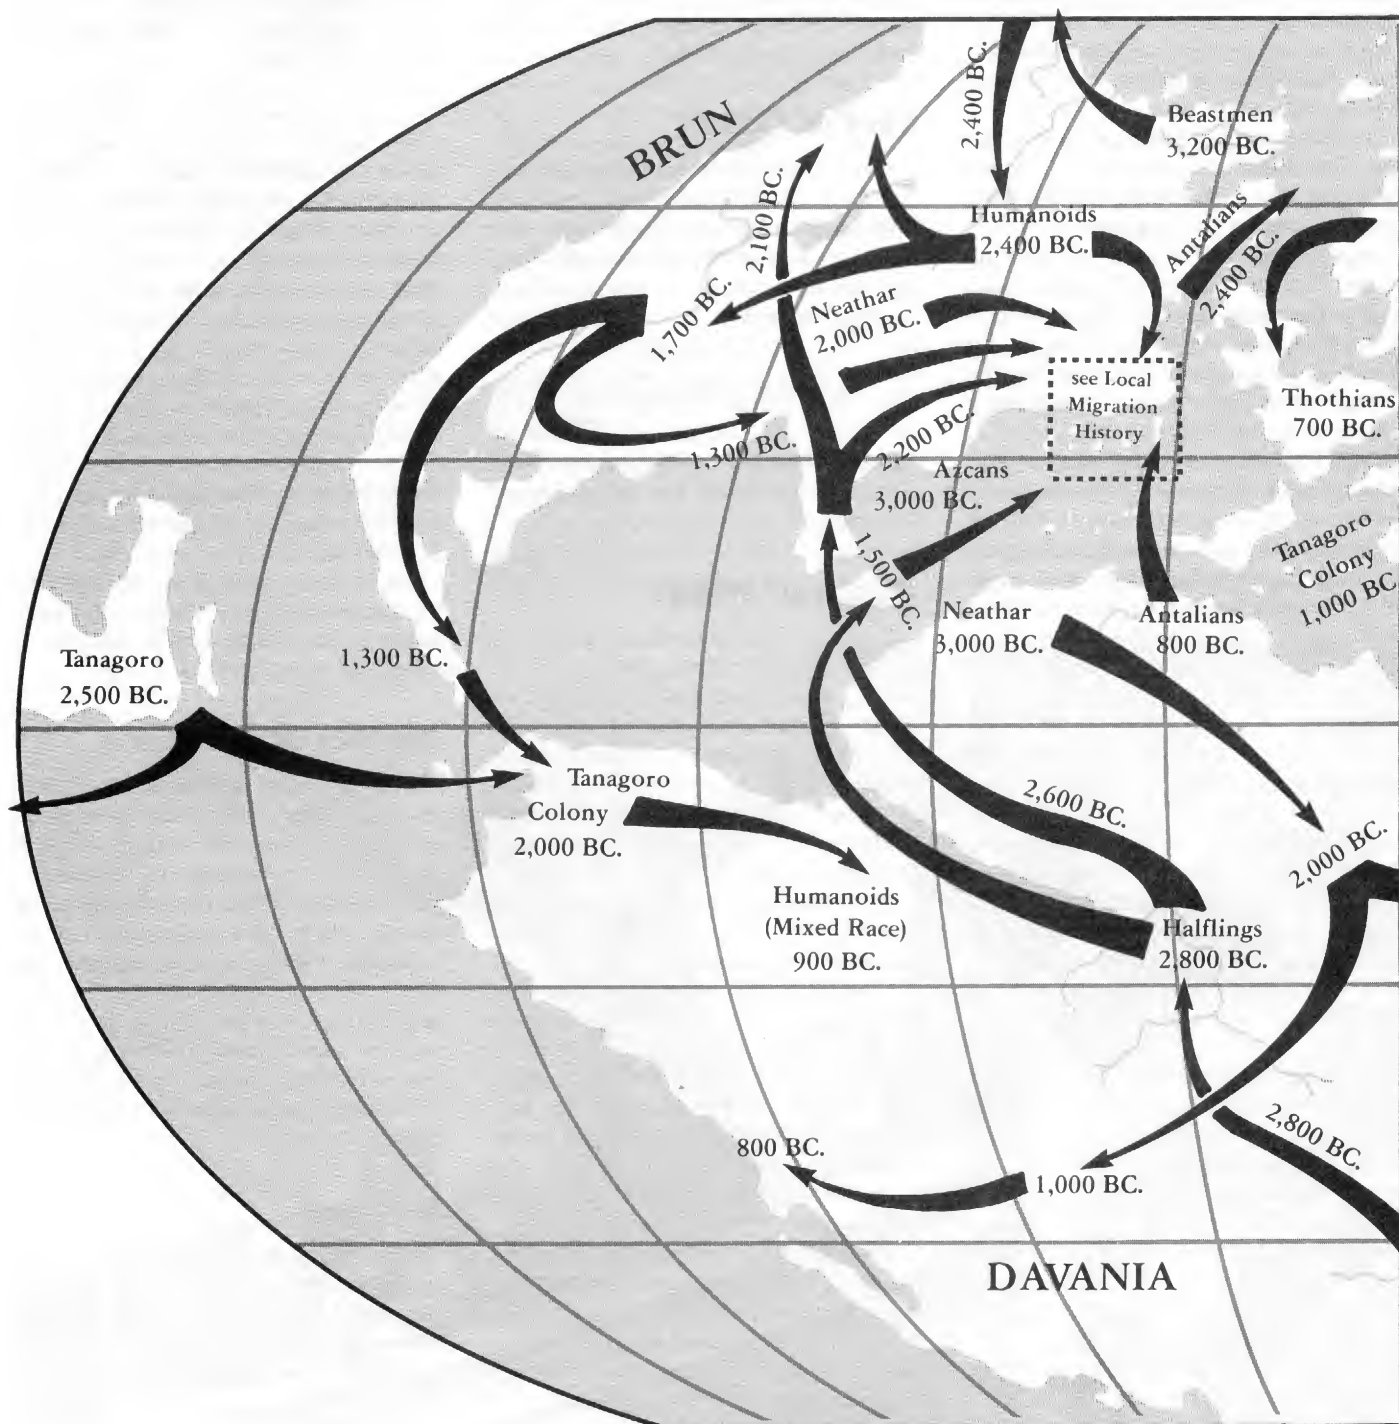 BRUN
2,400 BC.
Beastmen
3,200 BC.
2,100 BC.
Humanoids
2,400 BC.
Antalians
2,400 BC.
1,700 BC.
Neathar
2,000 BC.
see Local
Migration
History
Thothians
700 BC.
1,300 BC.
2,200 BC.
Azcans
3,000 BC.
1,500 BC.
Tanagoro
Colony
1,000 BC
Neathar
3,000 BC.
Antalians
800 BC.
Tanagoro
2,500 BC.
1,300 BC.
Tanagoro
Colony
2,000 BC.
2,600 BC.
2,000 BC.
Humanoids
(Mixed Race)
900 BC.
Halflings
2,800 BC.
2,800 BC.
800 BC.
1,000 BC.
DAVANIA